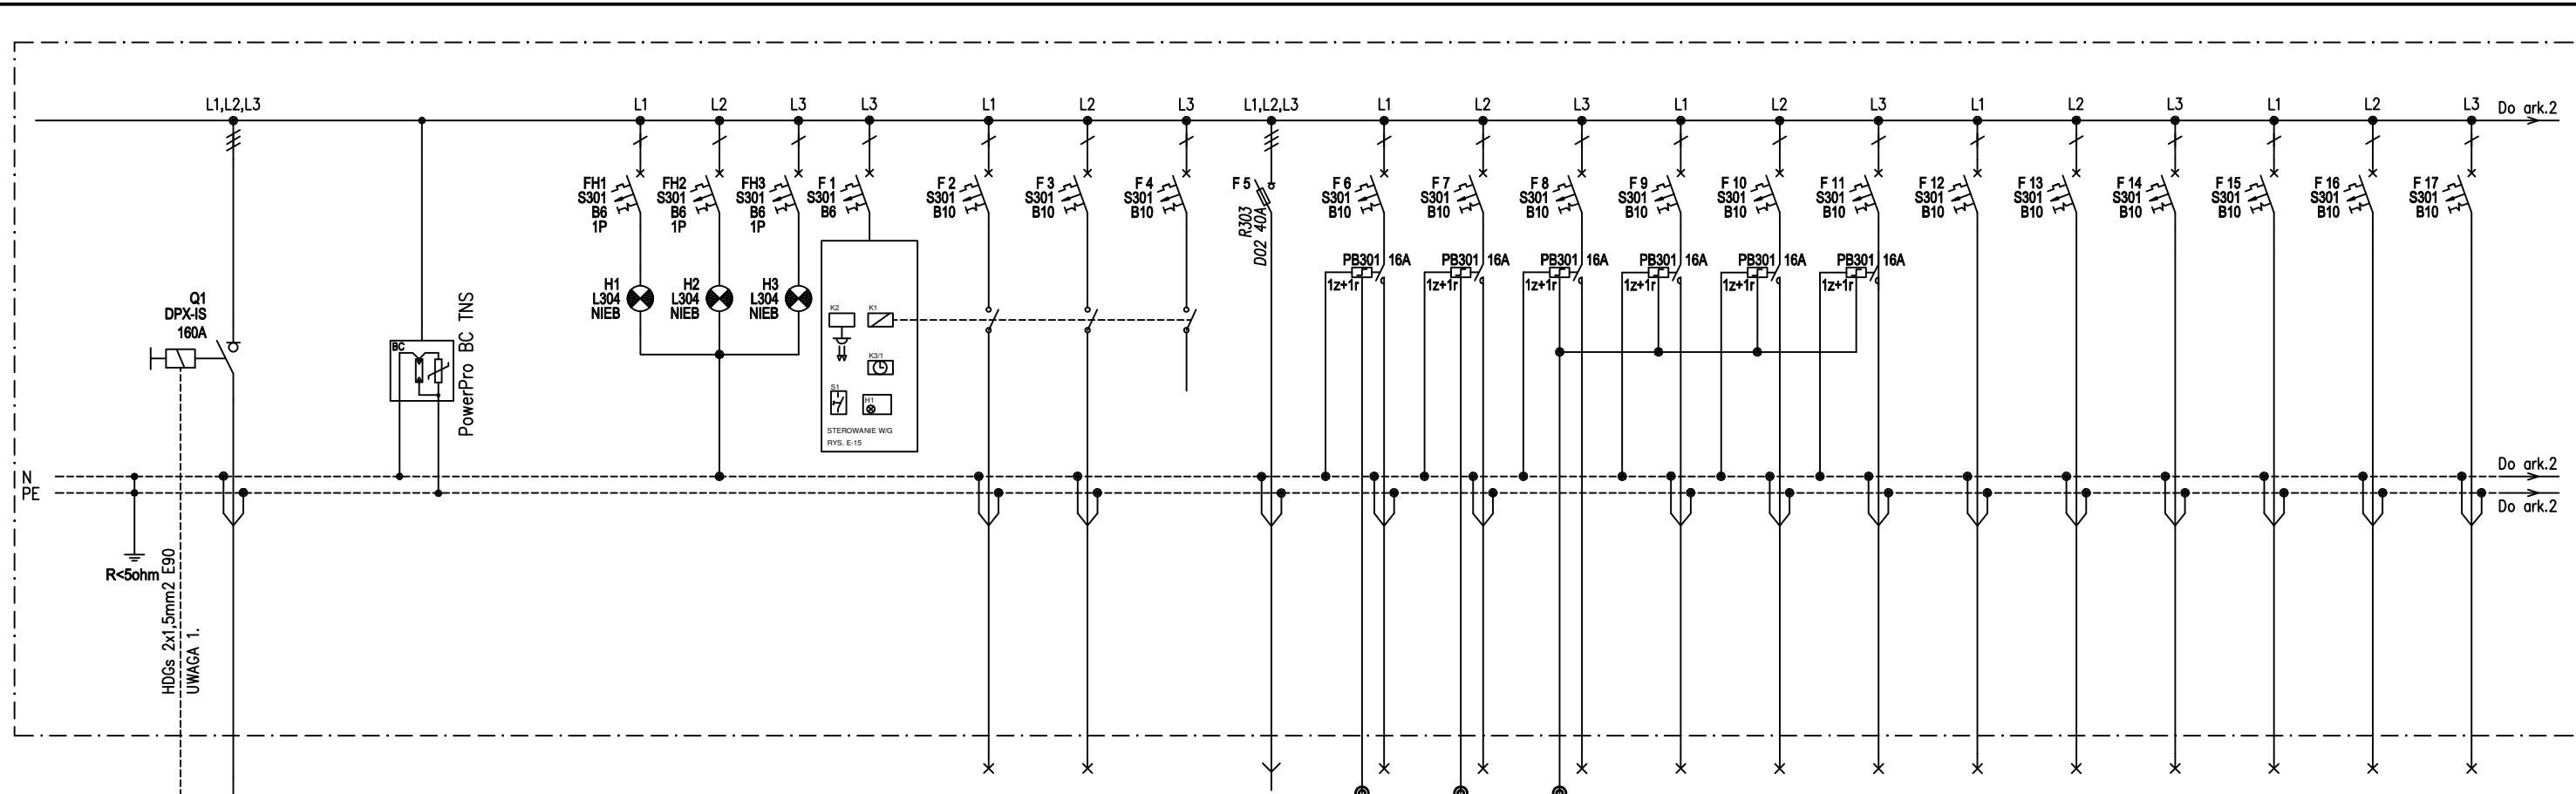 L1,L2,L3
L1
L2
L3
L3
L1
L2
L3
L1,L2,L3
L1
L2
L3
L1
L2
L3
L1
L2
L3
L1
L2
L3
Do ark.2
FH1
S301
B6
1P
FH2
S301
B6
1P
FH3
S301
B6
1P
F 1
S301
B6
F 2
S301
B10
F 3
S301
B10
F 4
S301
B10
F 5
R303
D02 40A
F 6
S301
B10
F 7
S301
B10
F 8
S301
B10
F 9
S301
B10
F 10
S301
B10
F 11
S301
B10
F 12
S301
B10
F 13
S301
B10
F 14
S301
B10
F 15
S301
B10
F 16
S301
B10
F 17
S301
B10
PB301 16A
1z+1r
PB301 16A
1z+1r
PB301 16A
1z+1r
PB301 16A
1z+1r
PB301 16A
1z+1r
PB301 16A
1z+1r
Q1
DPX-IS
160A
BC
PowerPro BC TNS
H1
L304
NIEB
H2
L304
NIEB
H3
L304
NIEB
K2
K1
K3/1
S1
H1
STEROWANIE W/G
RYS. E-15
N
PE
Do ark.2
Do ark.2
R<5ohm
HDGs 2x1,5mm2 E90
UWAGA 1.